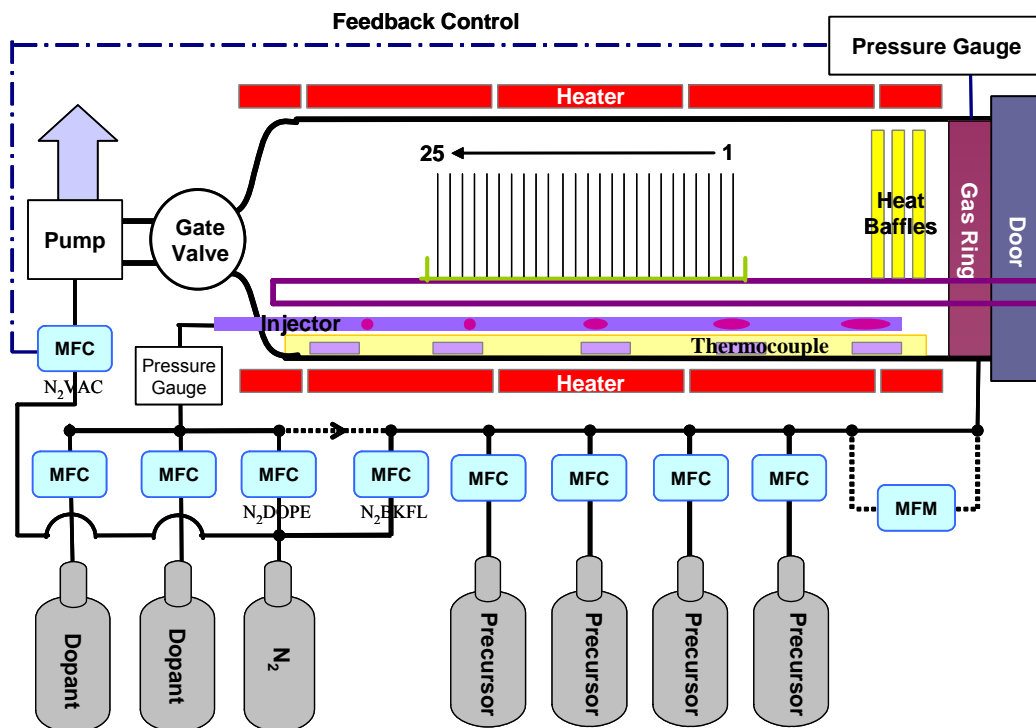 Feedback Control
Pressure Gauge
Heater
25
1
Gate
Valve
Pump
Heat
Baffles
Gas Ring
Door
Injector
Thermocouple
MFC
N₂VAC
Pressure
Gauge
Heater
MFC
MFC
MFC
MFC
MFC
MFC
MFC
MFC
N₂DOPE
N₂BKFL
MFM
Dopant
Dopant
N₂
Precursor
Precursor
Precursor
Precursor